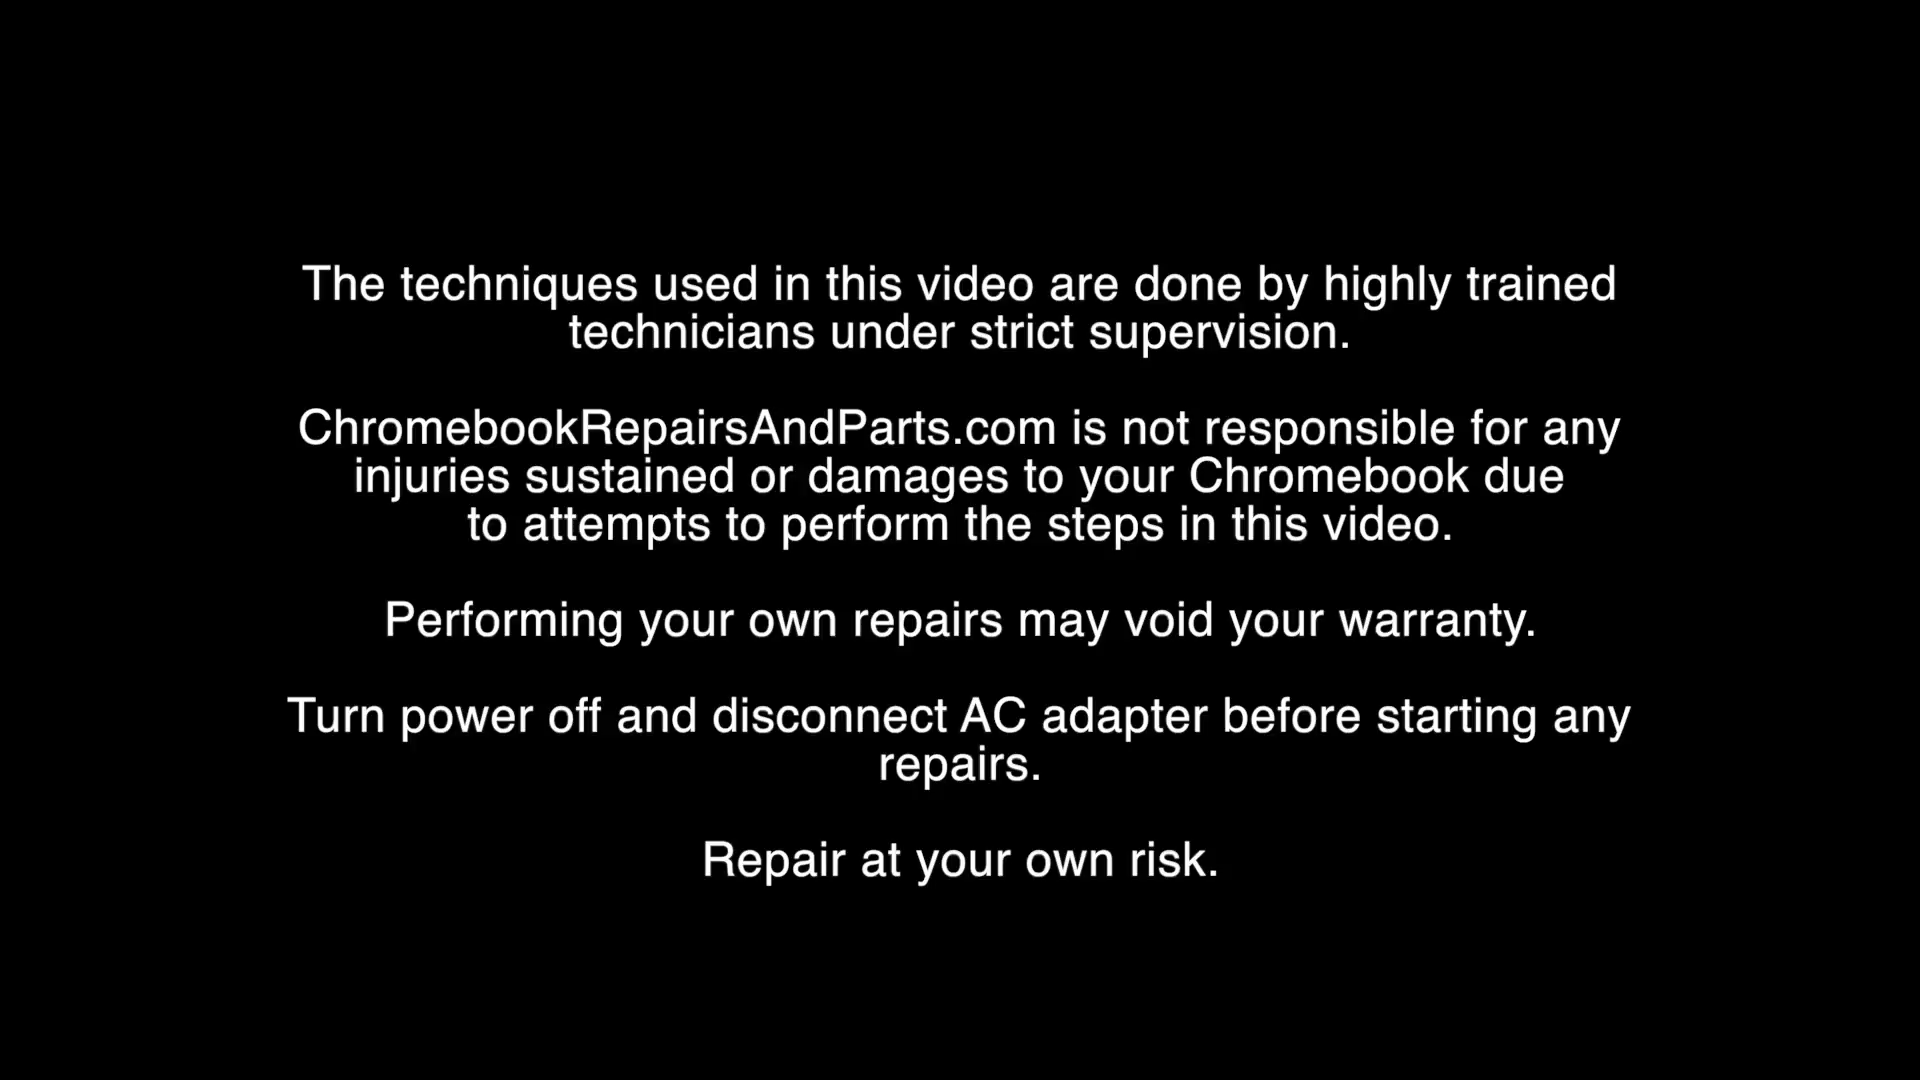 The techniques used in this video are done by highly trained
technicians under strict supervision.
ChromebookRepairsAndParts.com is not responsible for any
injuries sustained or damages to your Chromebook due
to attempts to perform the steps in this video.
Performing your own repairs may void your warranty.
Turn power off and disconnect AC adapter before starting any
repairs.
Repair at your own risk.